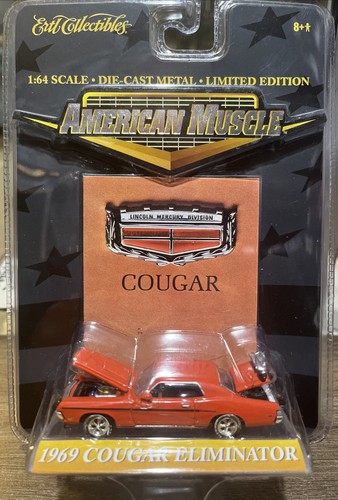 Ertl Collectibles
8+
1:64 SCALE • DIE-CAST METAL • LIMITED EDITION
AMERICAN MUSCLE
LINCOLN MERCURY DIVISION
COUGAR
1969 COUGAR ELIMINATOR